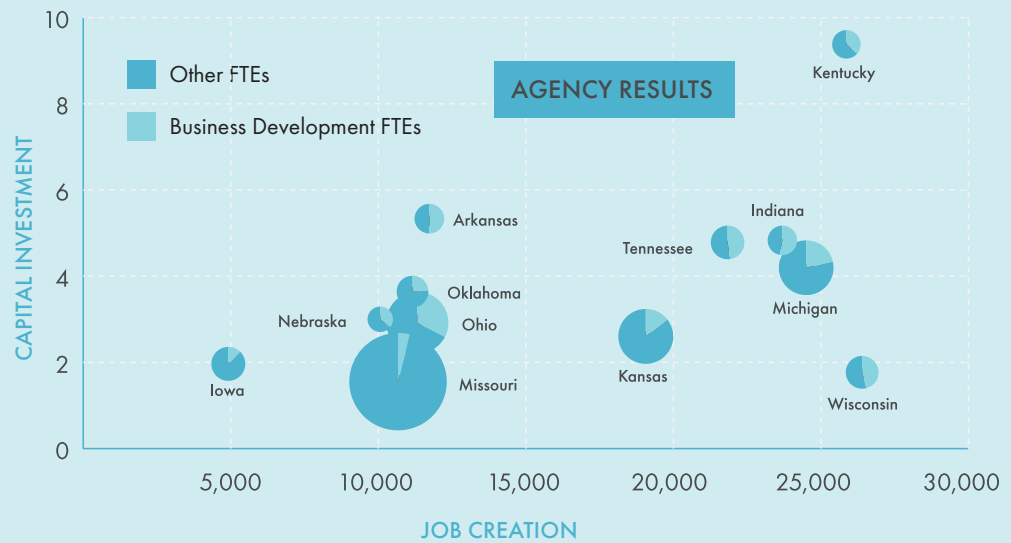 10
8
6
4
2
0
CAPITAL INVESTMENT
Other FTEs
Business Development FTEs
AGENCY RESULTS
Kentucky
Arkansas
Indiana
Tennessee
Oklahoma
Michigan
Nebraska
Ohio
Iowa
Missouri
Kansas
Wisconsin
5,000
10,000
15,000
20,000
25,000
30,000
JOB CREATION